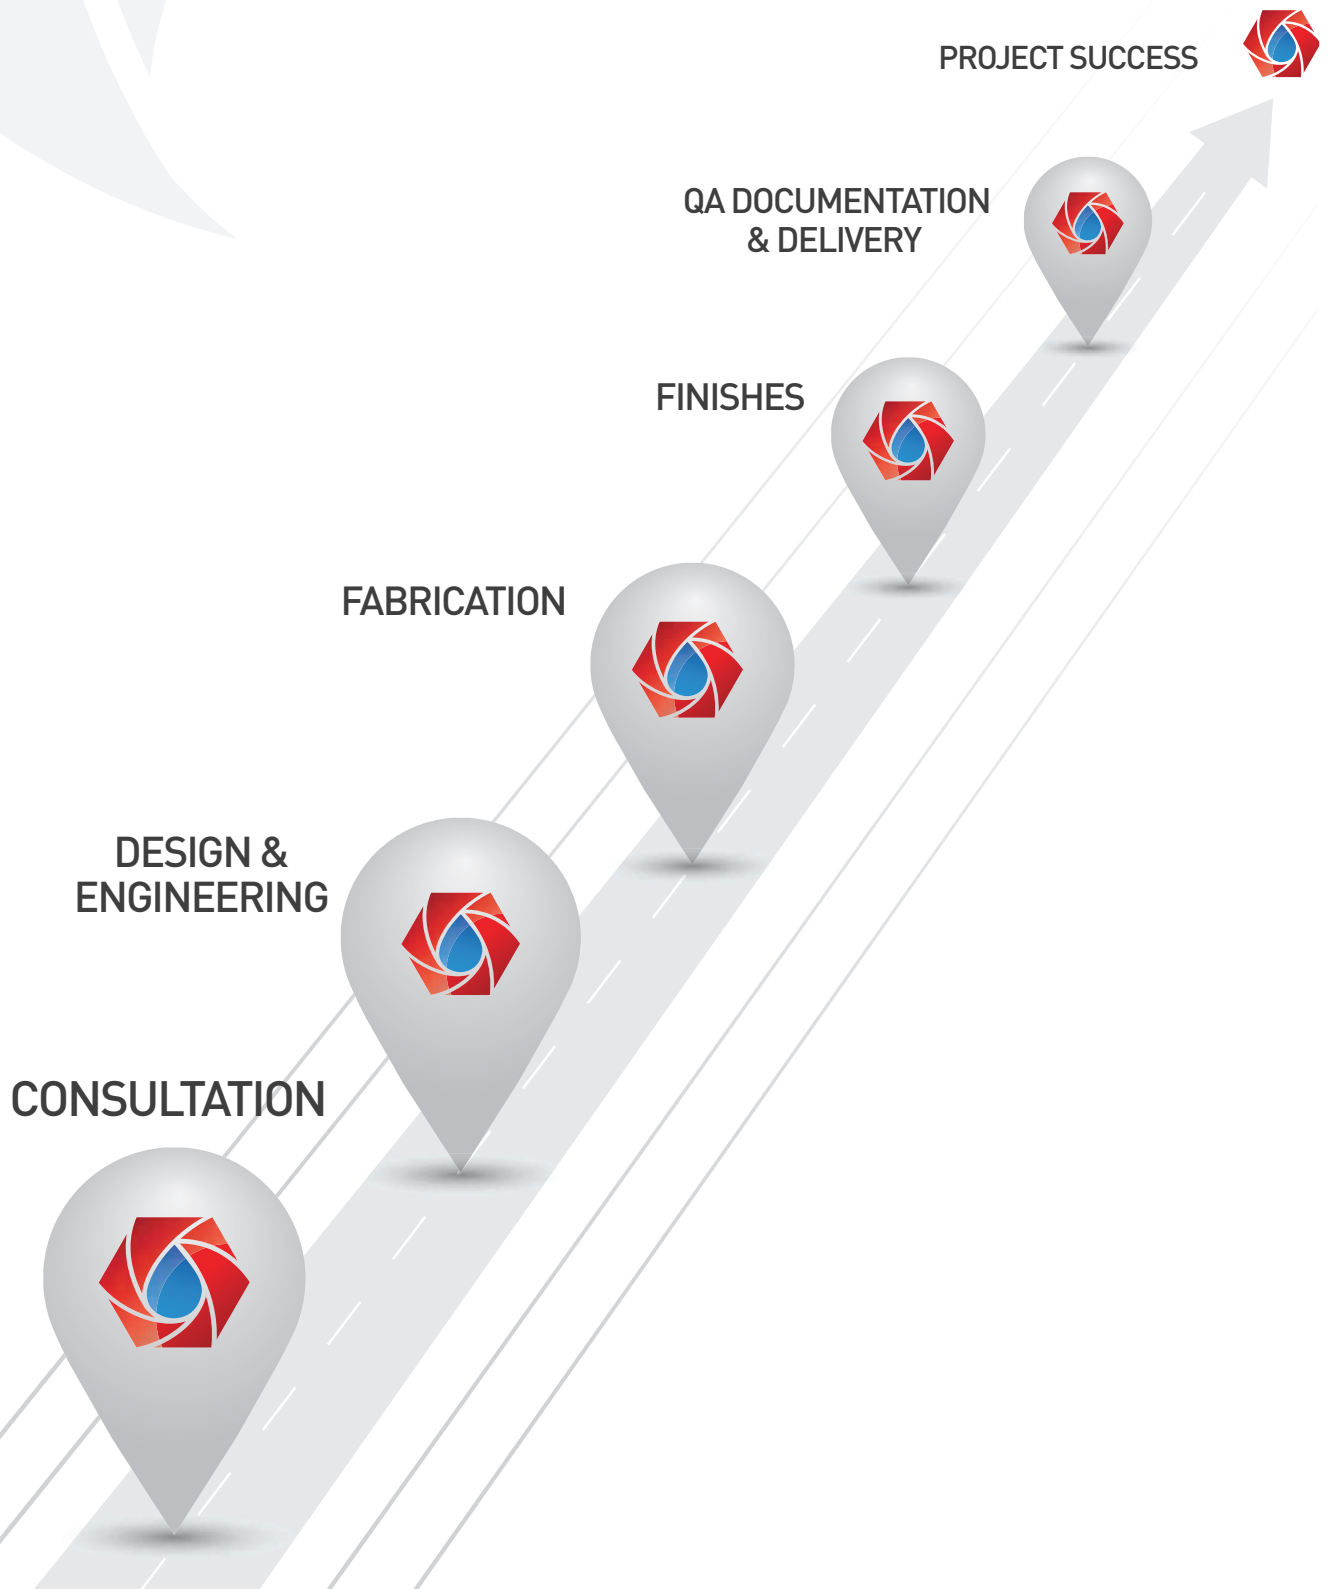 PROJECT SUCCESS
QA DOCUMENTATION
& DELIVERY
FINISHES
FABRICATION
DESIGN &
ENGINEERING
CONSULTATION